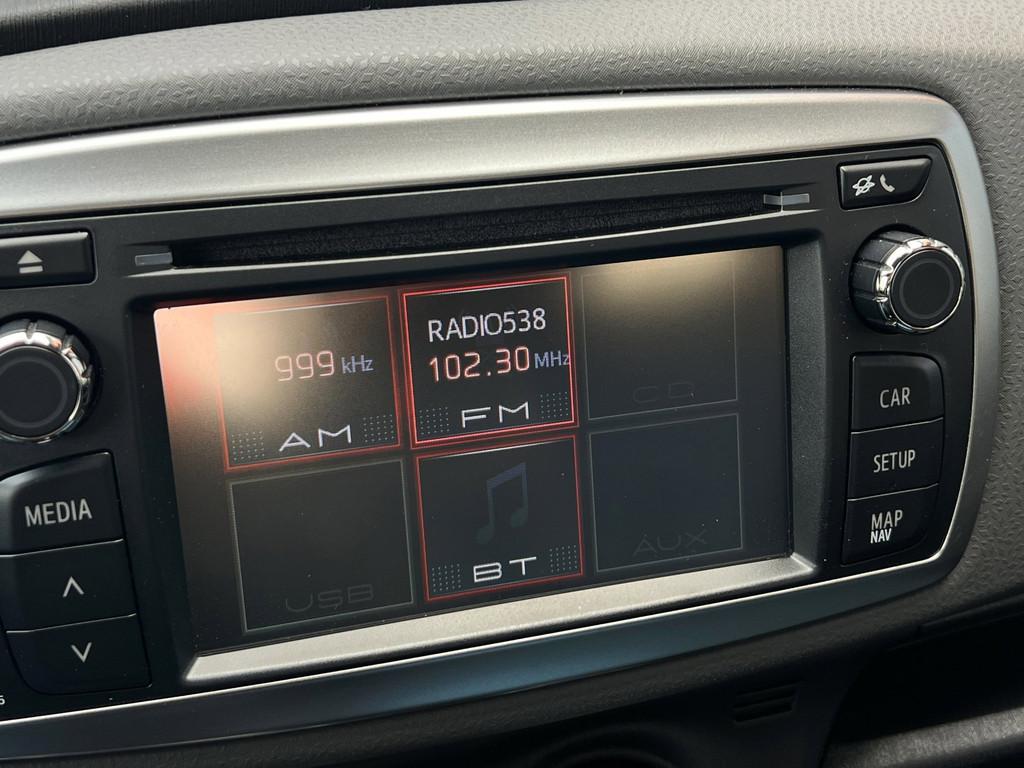 999 kHz
AM
RADIO538
102.30 MHz
FM
CD
USB
BT
AUX
MEDIA
CAR
SETUP
MAP
NAV